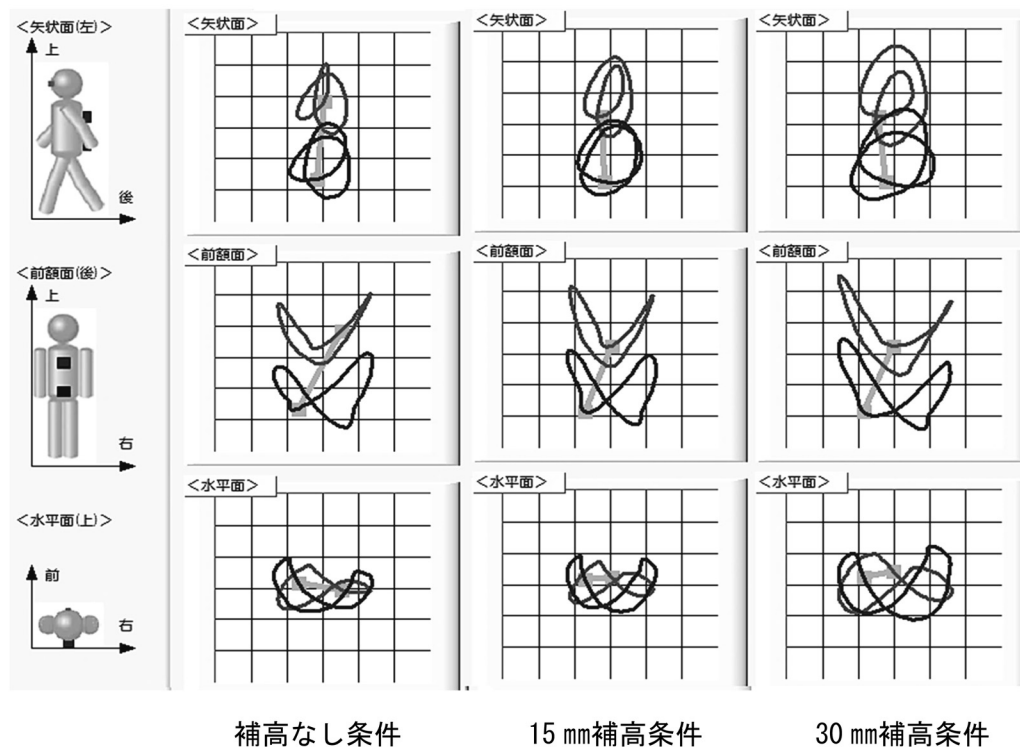 <矢状面(左)>
上
後
<矢状面>
<矢状面>
<矢状面>
<前額面(後)>
上
右
<前額面>
<前額面>
<前額面>
<水平面(上)>
前
右
<水平面>
<水平面>
<水平面>
補高なし条件
15 mm補高条件
30 mm補高条件